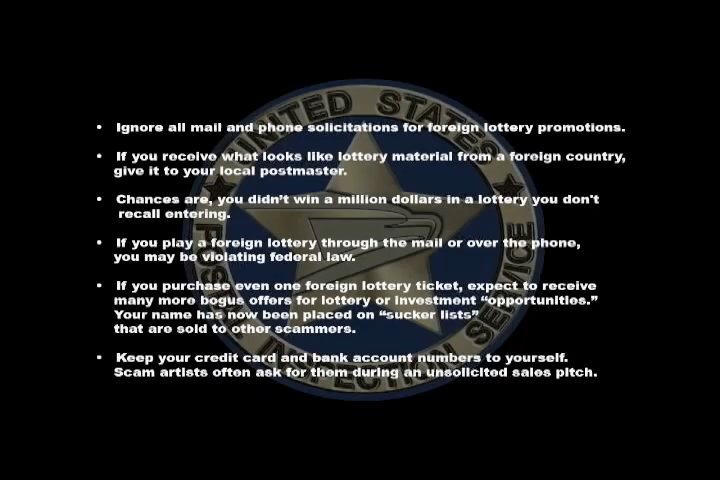 UNITED STATES
POSTAL INSPECTION SERVICE
• Ignore all mail and phone solicitations for foreign lottery promotions.
• If you receive what looks like lottery material from a foreign country,
give it to your local postmaster.
• Chances are, you didn't win a million dollars in a lottery you don't
recall entering.
• If you play a foreign lottery through the mail or over the phone,
you may be violating federal law.
• If you purchase even one foreign lottery ticket, expect to receive
many more bogus offers for lottery or investment “opportunities.”
Your name has now been placed on “sucker lists”
that are sold to other scammers.
• Keep your credit card and bank account numbers to yourself.
Scam artists often ask for them during an unsolicited sales pitch.